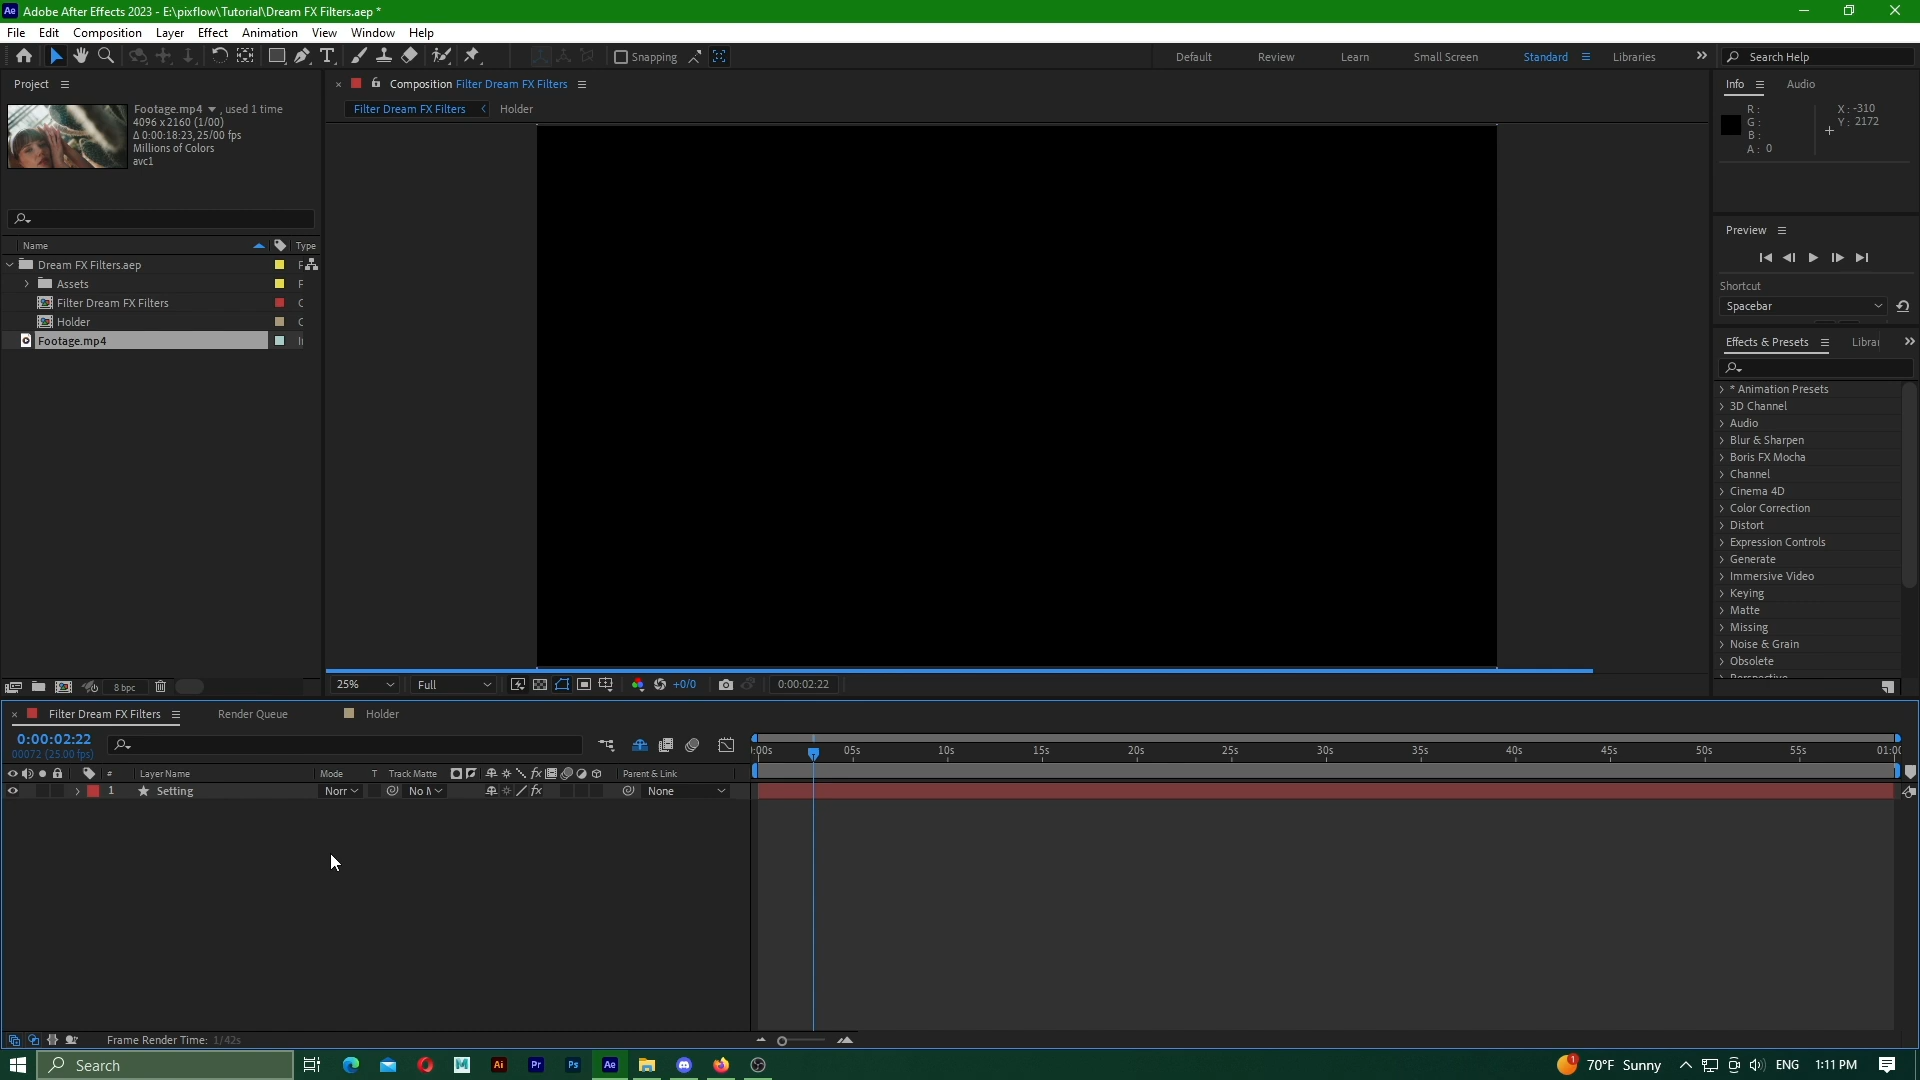 Adobe After Effects 2023 - E:\pixflow\Tutorial\Dream FX Filters.aep *
File Edit Composition Layer Effect Animation View Window Help
Snapping
Default Review Learn Small Screen Standard Libraries
Search Help
Project
Footage.mp4 , used 1 time
4096 x 2160 (1/00)
Δ 0:00:18:23, 25/00 fps)
Millions of Colors
avc1
Name Type
Dream FX Filters.aep
Assets
Filter Dream FX Filters
Holder
Footage.mp4
8 bpc
Composition Filter Dream FX Filters
Filter Dream FX Filters Holder
25% Full +0/0 0:00:02:22
Info Audio
R :
G :
B :
A : 0
X : -310
Y : 2172
Preview
Shortcut
Spacebar
Effects & Presets Librai
* Animation Presets
3D Channel
Audio
Blur & Sharpen
Boris FX Mocha
Channel
Cinema 4D
Color Correction
Distort
Expression Controls
Generate
Immersive Video
Keying
Matte
Missing
Noise & Grain
Obsolete
Filter Dream FX Filters Render Queue Holder
0:00:02:22
00072 (25.00 fps)
:00s 05s 10s 15s 20s 25s 30s 35s 40s 45s 50s 55s 01:00
# Layer Name Mode T Track Matte fx Parent & Link
1 Setting Norr No fx None
Frame Render Time: 1/42s
Search
70°F Sunny ENG 1:11 PM